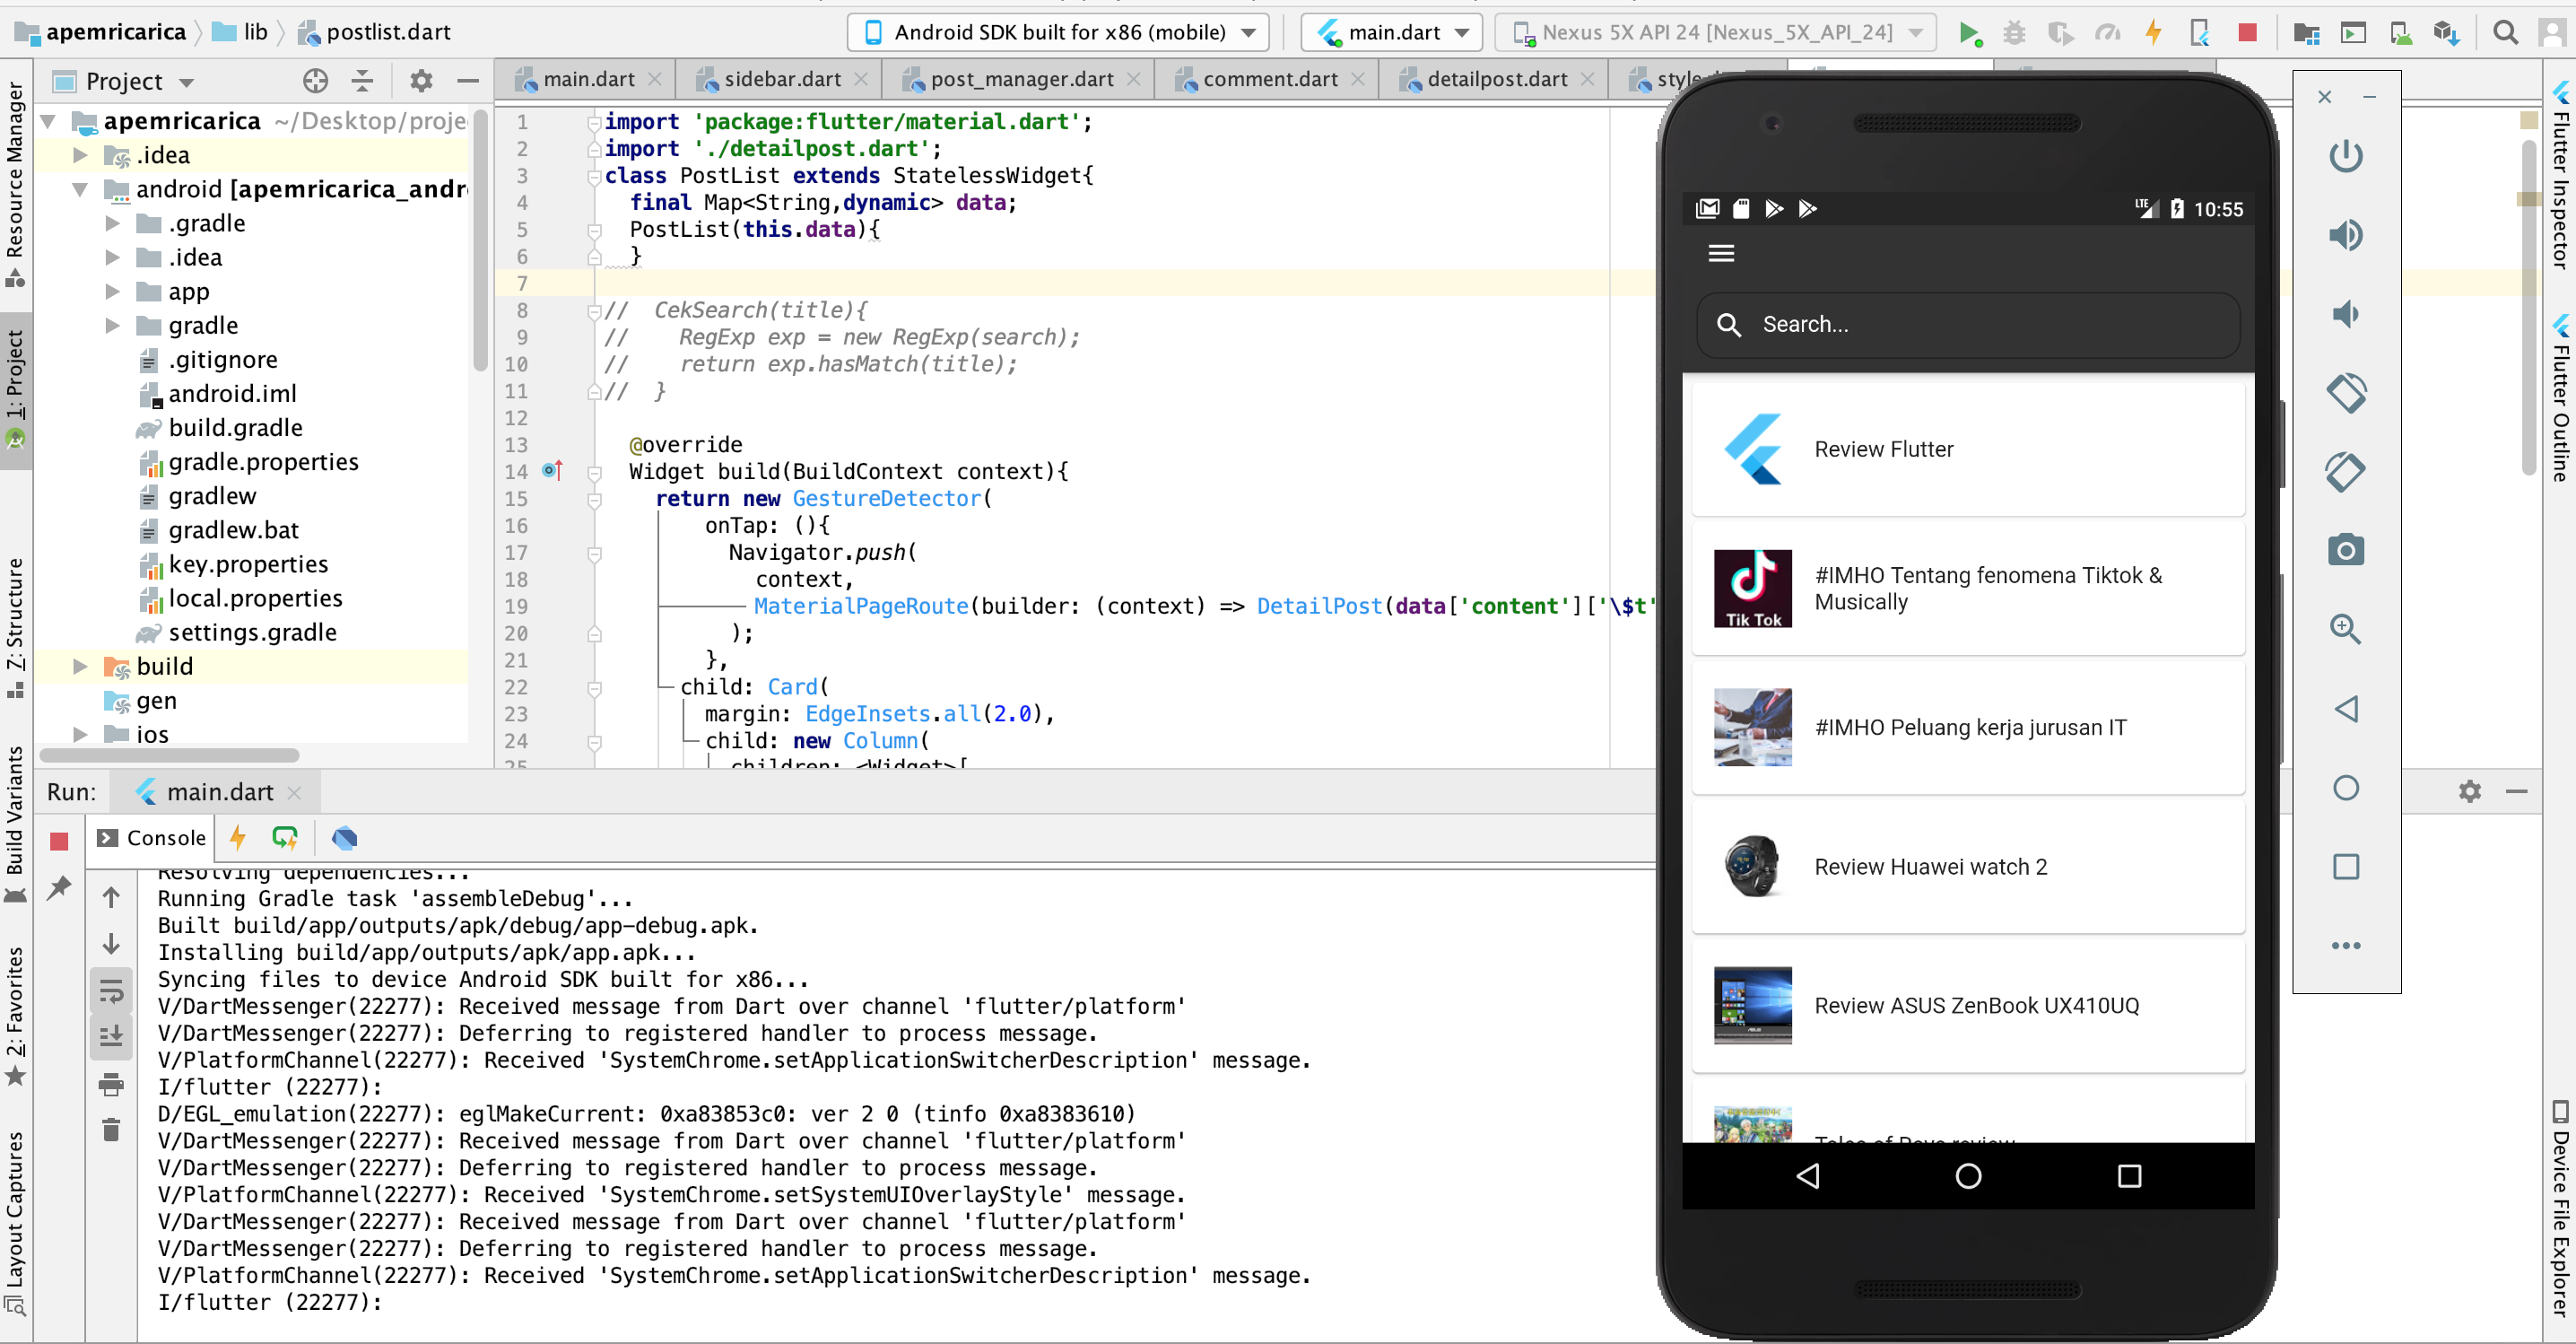 apemricarica
lib
postlist.dart
Android SDK built for x86 (mobile)
main.dart
Nexus 5X API 24 [Nexus_5X_API_24]
Project
main.dart
sidebar.dart
post_manager.dart
comment.dart
detailpost.dart
Resource Manager
1: Project
Z: Structure
Build Variants
2: Favorites
Layout Captures
apemricarica ~/Desktop/proje
.idea
android [apemricarica_andr
.gradle
.idea
app
gradle
.gitignore
android.iml
build.gradle
gradle.properties
gradlew
gradlew.bat
key.properties
local.properties
settings.gradle
build
gen
ios
1 import 'package:flutter/material.dart';
2 import './detailpost.dart';
3 class PostList extends StatelessWidget{
4 final Map<String,dynamic> data;
5 PostList(this.data){
6 }
7
8 // CekSearch(title){
9 // RegExp exp = new RegExp(search);
10 // return exp.hasMatch(title);
11 // }
12
13 @override
14 Widget build(BuildContext context){
15 return new GestureDetector(
16 onTap: (){
17 Navigator.push(
18 context,
19 MaterialPageRoute(builder: (context) => DetailPost(data['content']['\$t'
20 );
21 },
22 child: Card(
23 margin: EdgeInsets.all(2.0),
24 child: new Column(
25 children: <Widget>[
Run:
main.dart
Console
Resolving dependencies...
Running Gradle task 'assembleDebug'...
Built build/app/outputs/apk/debug/app-debug.apk.
Installing build/app/outputs/apk/app.apk...
Syncing files to device Android SDK built for x86...
V/DartMessenger(22277): Received message from Dart over channel 'flutter/platform'
V/DartMessenger(22277): Deferring to registered handler to process message.
V/PlatformChannel(22277): Received 'SystemChrome.setApplicationSwitcherDescription' message.
I/flutter (22277):
D/EGL_emulation(22277): eglMakeCurrent: 0xa83853c0: ver 2 0 (tinfo 0xa8383610)
V/DartMessenger(22277): Received message from Dart over channel 'flutter/platform'
V/DartMessenger(22277): Deferring to registered handler to process message.
V/PlatformChannel(22277): Received 'SystemChrome.setSystemUIOverlayStyle' message.
V/DartMessenger(22277): Received message from Dart over channel 'flutter/platform'
V/DartMessenger(22277): Deferring to registered handler to process message.
V/PlatformChannel(22277): Received 'SystemChrome.setApplicationSwitcherDescription' message.
I/flutter (22277):
LTE
10:55
Search...
Review Flutter
Tik Tok
#IMHO Tentang fenomena Tiktok &
Musically
#IMHO Peluang kerja jurusan IT
Review Huawei watch 2
Review ASUS ZenBook UX410UQ
Flutter Inspector
Flutter Outline
Device File Explorer